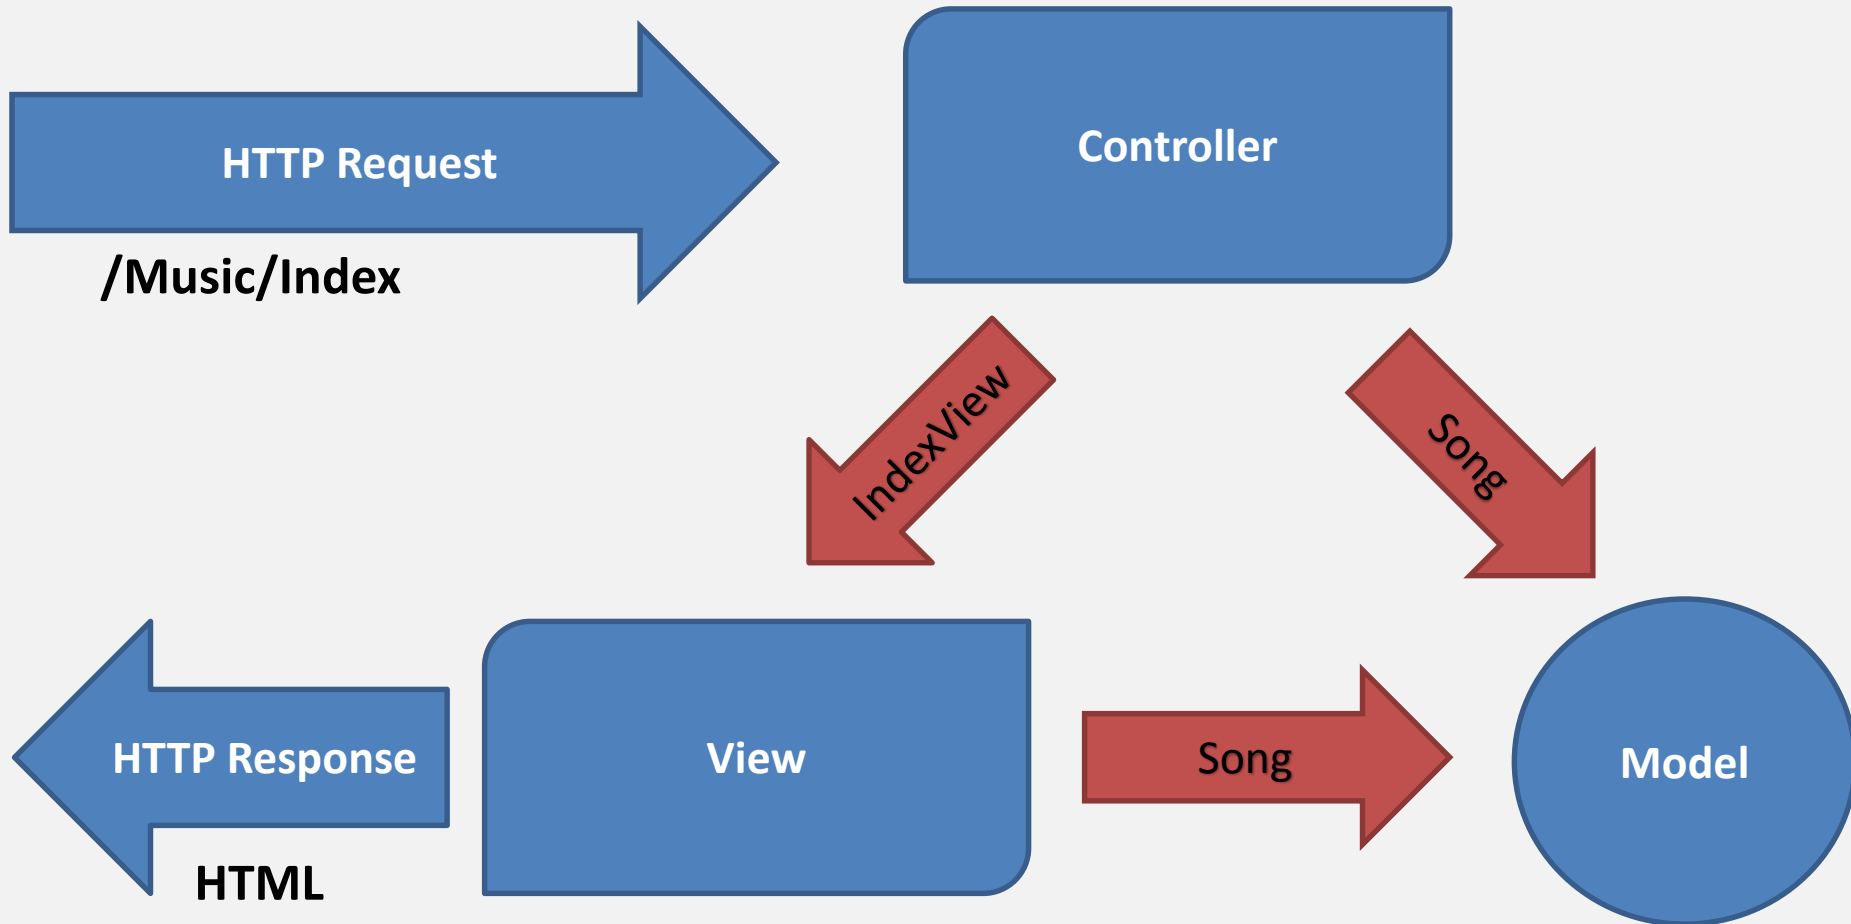 HTTP Request
Controller
/Music/Index
IndexView
Song
HTTP Response
View
Song
Model
HTML